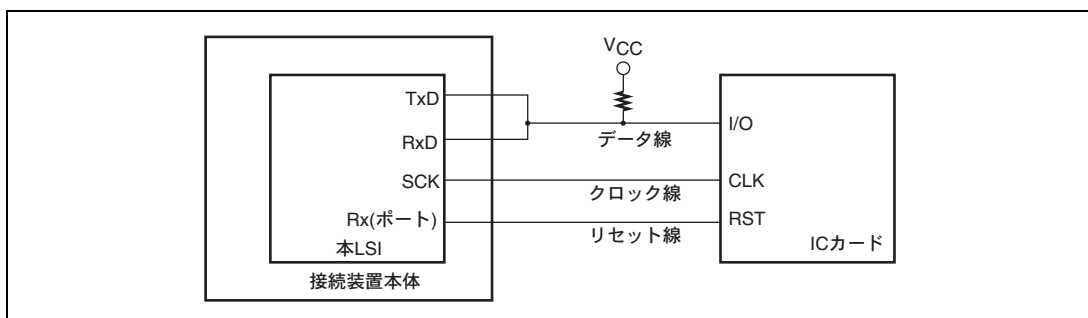 VCC
TxD
RxD
I/O
データ線
SCK
クロック線
CLK
Rx(ポート)
リセット線
RST
本LSI
ICカード
接続装置本体